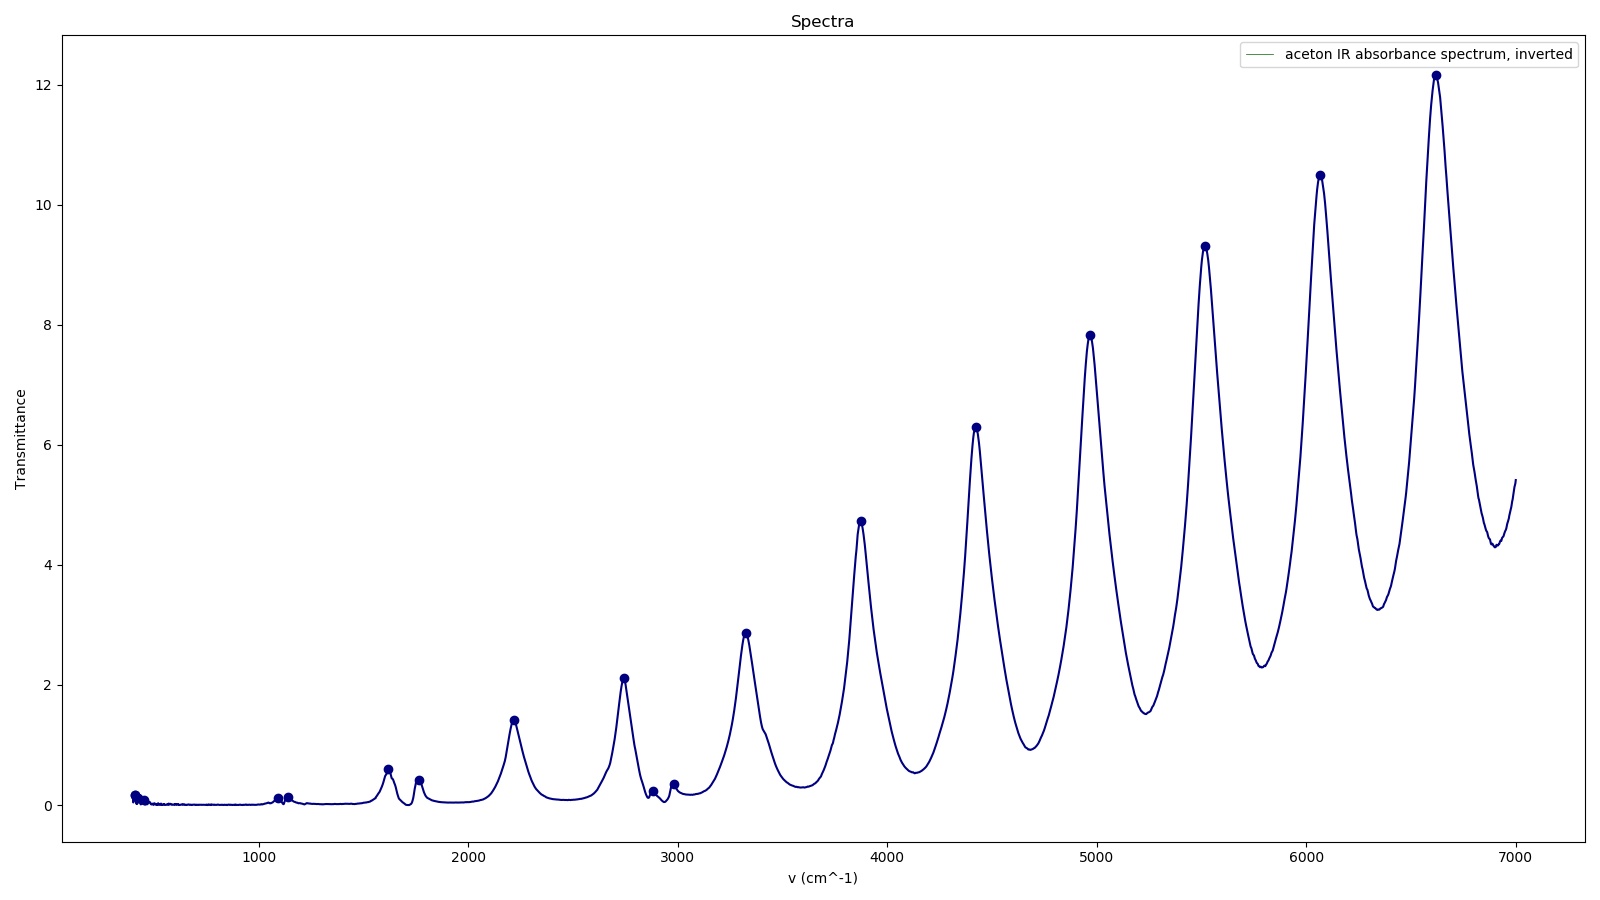 Spectra
aceton IR absorbance spectrum, inverted
12
10
8
6
4
2
0
Transmittance
1000 2000 3000 4000 5000 6000 7000
v (cm^-1)